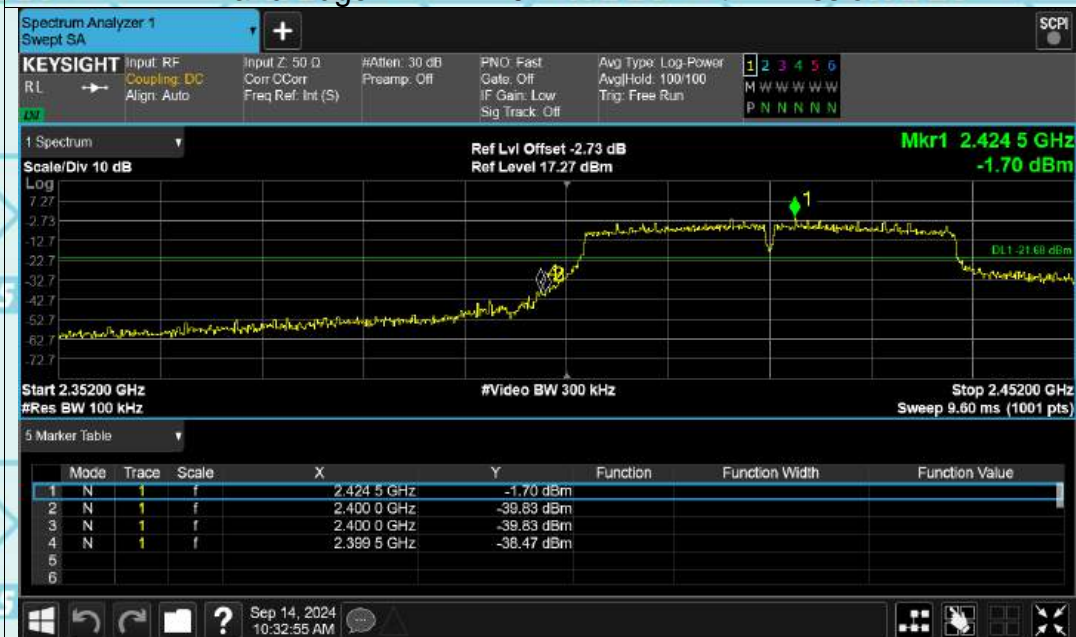 Spectrum Analyzer 1
Swept SA
+
SCPI
KEYSIGHT
RL
Input: RF
Coupling: DC
Align: Auto
Input Z: 50 Ω
Corr CCorr
Freq Ref: Int (S)
#Atten: 30 dB
Preamp: Off
PNO: Fast
Gate: Off
IF Gain: Low
Sig Track: Off
Avg Type: Log-Power
Avg|Hold: 100/100
Trig: Free Run
1 2 3 4 5 6
M W W W W W
P N N N N N
1 Spectrum
Scale/Div 10 dB
Ref Lvl Offset -2.73 dB
Ref Level 17.27 dBm
Mkr1 2.424 5 GHz
-1.70 dBm
Log
7.27
-2.73
-12.7
-22.7
-32.7
-42.7
-52.7
-62.7
-72.7
1
DL1 -21.68 dBm
Start 2.35200 GHz
#Res BW 100 kHz
#Video BW 300 kHz
Stop 2.45200 GHz
Sweep 9.60 ms (1001 pts)
5 Marker Table
Mode Trace Scale X Y Function Function Width Function Value
1 N 1 f 2.424 5 GHz -1.70 dBm
2 N 1 f 2.400 0 GHz -39.83 dBm
3 N 1 f 2.400 0 GHz -39.83 dBm
4 N 1 f 2.399 5 GHz -38.47 dBm
5
6
?
Sep 14, 2024
10:32:55 AM